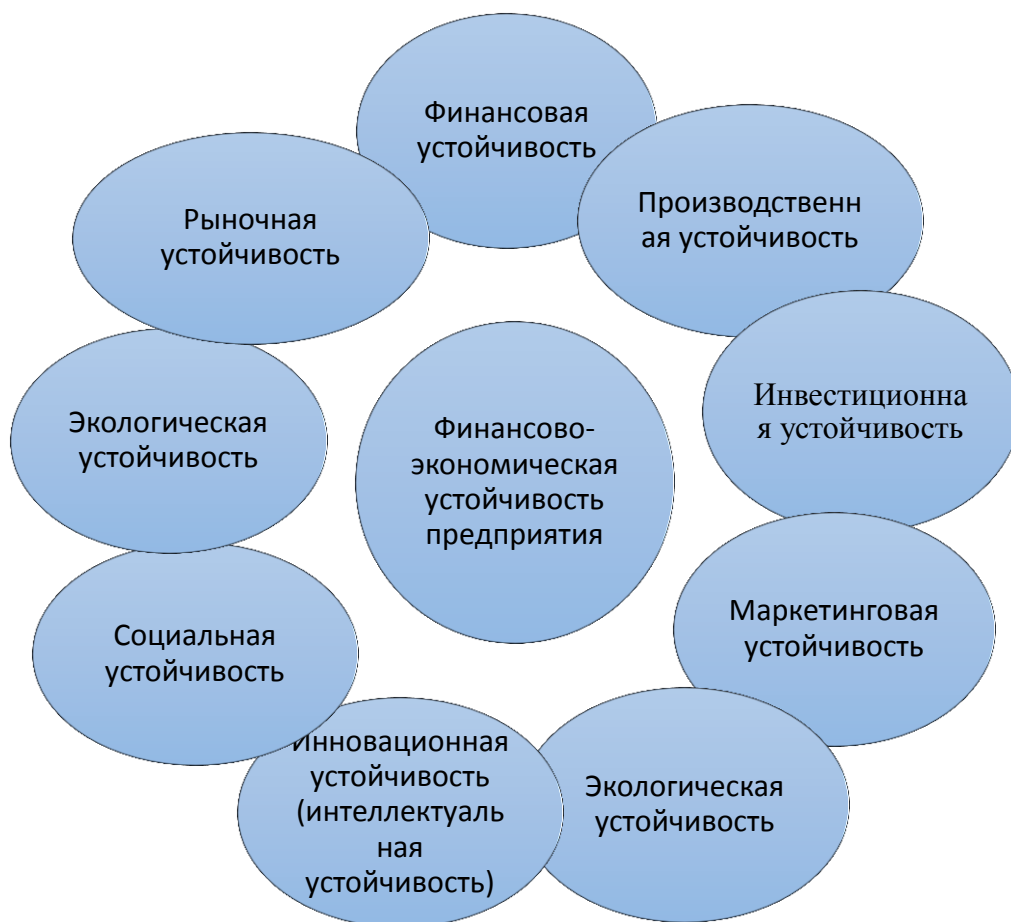 Финансовая
устойчивость
Производственн
ая устойчивость
Рыночная
устойчивость
Инвестиционна
я устойчивость
Экологическая
устойчивость
Финансово-
экономическая
устойчивость
предприятия
Маркетинговая
устойчивость
Социальная
устойчивость
Инновационная
устойчивость
(интеллектуаль
ная
устойчивость)
Экологическая
устойчивость